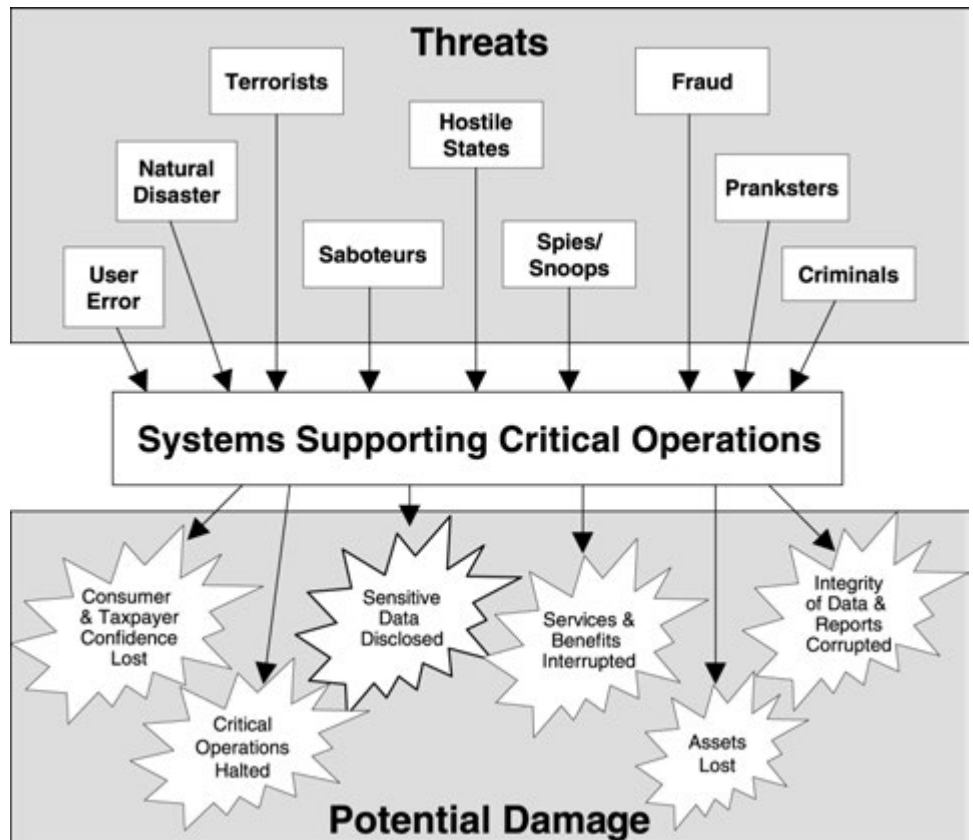 Threats
Terrorists
Fraud
Hostile
States
Natural
Disaster
Pranksters
Saboteurs
Spies/
Snoops
User
Error
Criminals
Systems Supporting Critical Operations
Consumer
& Taxpayer
Confidence
Lost
Sensitive
Data
Disclosed
Services &
Benefits
Interrupted
Integrity
of Data &
Reports
Corrupted
Critical
Operations
Halted
Assets
Lost
Potential Damage